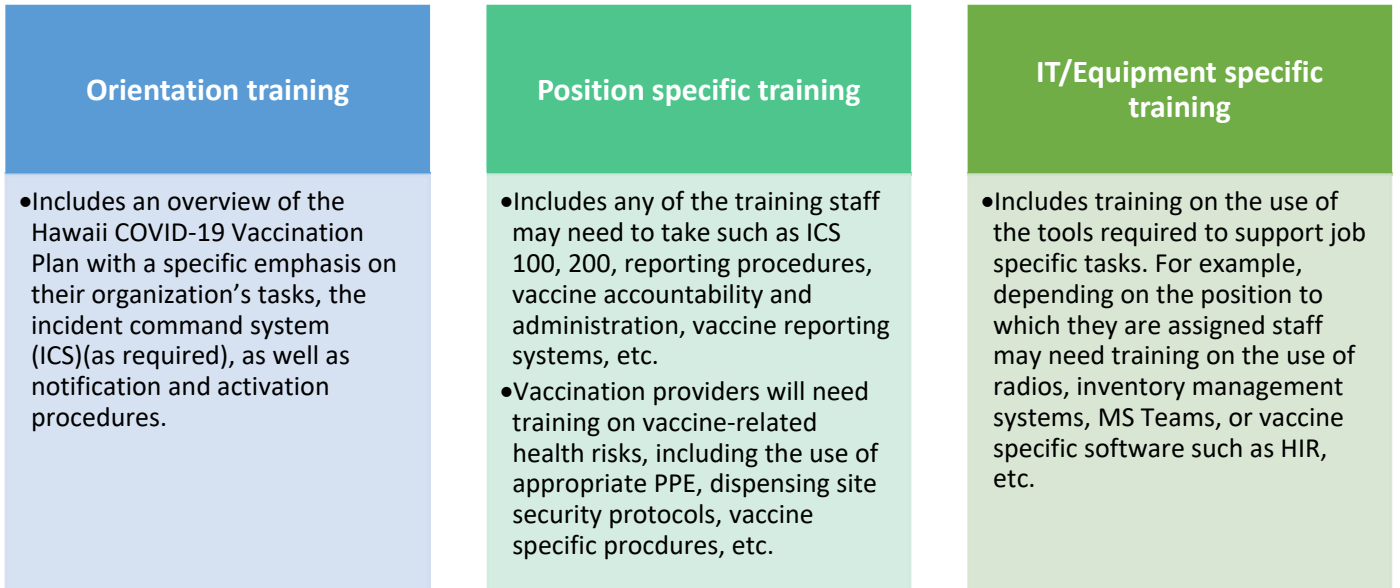 Orientation training
•Includes an overview of the
Hawaii COVID-19 Vaccination
Plan with a specific emphasis on
their organization’s tasks, the
incident command system
(ICS)(as required), as well as
notification and activation
procedures.
Position specific training
•Includes any of the training staff
may need to take such as ICS
100, 200, reporting procedures,
vaccine accountability and
administration, vaccine reporting
systems, etc.
•Vaccination providers will need
training on vaccine-related
health risks, including the use of
appropriate PPE, dispensing site
security protocols, vaccine
specific procdures, etc.
IT/Equipment specific
training
•Includes training on the use of
the tools required to support job
specific tasks. For example,
depending on the position to
which they are assigned staff
may need training on the use of
radios, inventory management
systems, MS Teams, or vaccine
specific software such as HIR,
etc.